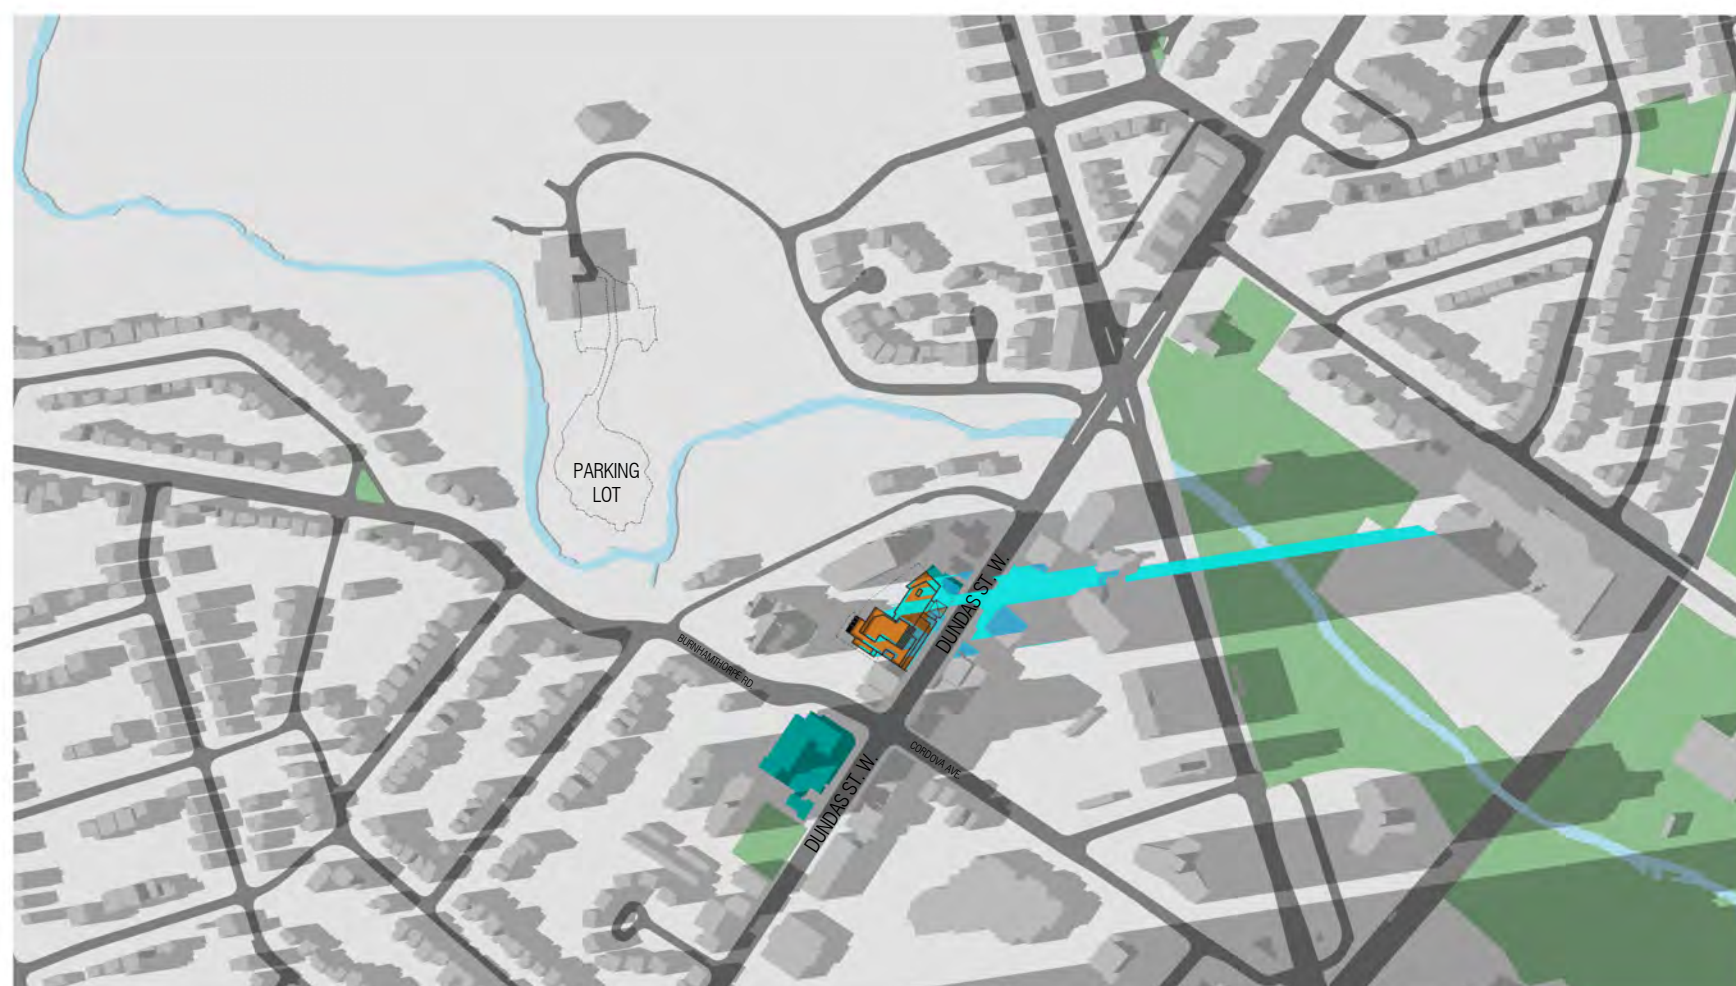 PARKING
LOT
DUNDAS ST. W.
BURNHAMTHORPE RD.
CORDOVA AVE.
DUNDAS ST. W.